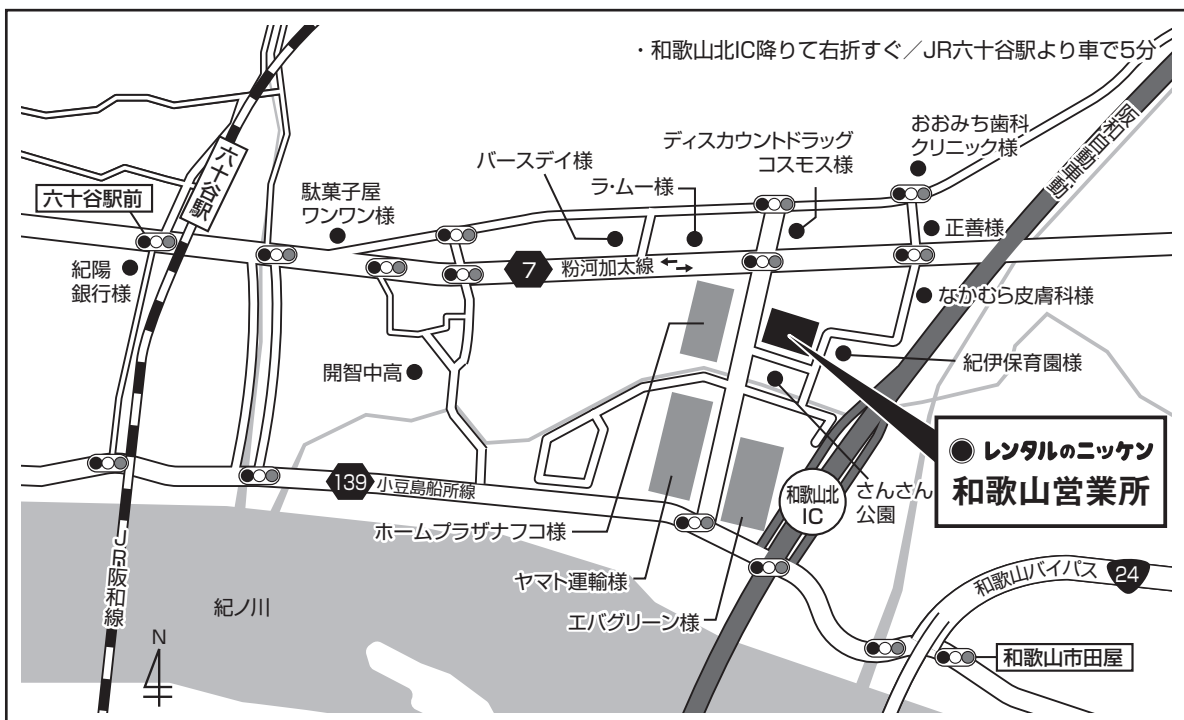 ・和歌山北IC降りて右折すぐ／JR六十谷駅より車で5分
阪和自動車動
おおみち歯科
クリニック様
ディスカウントドラッグ
コスモス様
バースデイ様
ラ・ムー様
六十谷駅
六十谷駅前
駄菓子屋
ワンワン様
正善様
紀陽
銀行様
7
粉河加太線
なかむら皮膚科様
開智中高
紀伊保育園様
レンタルのニッケン
和歌山営業所
139
小豆島船所線
和歌山北
IC
さんさん
公園
ホームプラザナフコ様
ヤマト運輸様
エバグリーン様
JR阪和線
紀ノ川
N
和歌山バイパス
24
和歌山市田屋